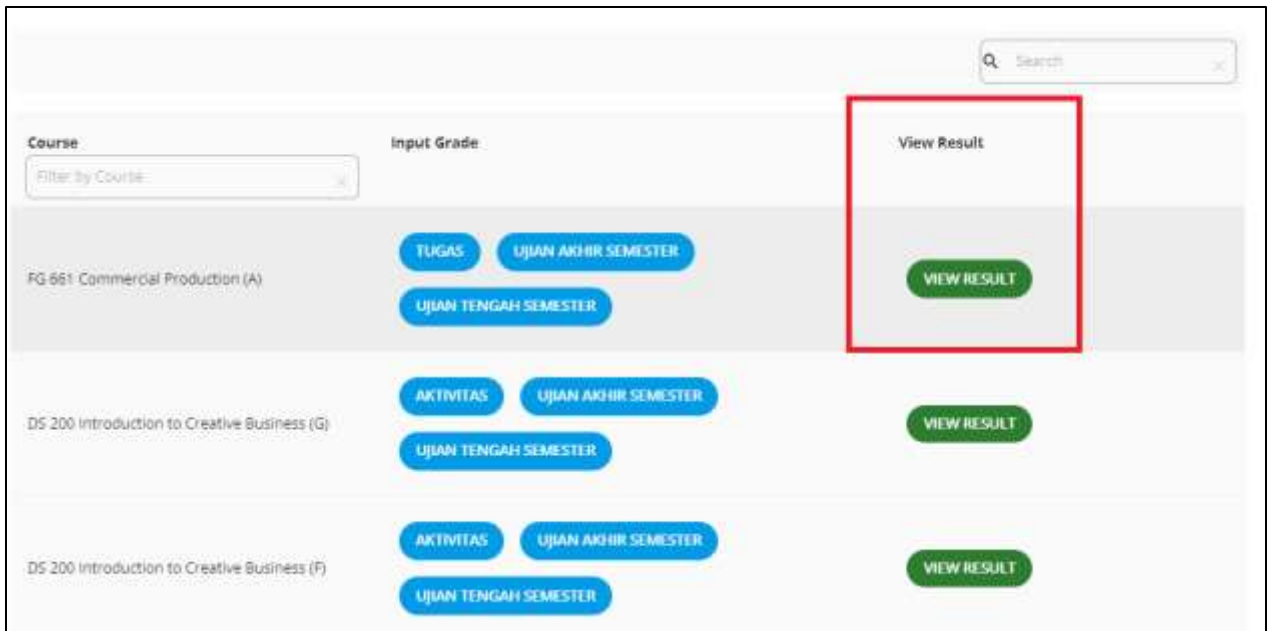 Search
Course
Input Grade
View Result
Filter by Course
TUGAS
UJIAN AKHIR SEMESTER
FG 661 Commercial Production (A)
VIEW RESULT
UJIAN TENGAH SEMESTER
AKTIVITAS
UJIAN AKHIR SEMESTER
DS 200 Introduction to Creative Business (G)
VIEW RESULT
UJIAN TENGAH SEMESTER
AKTIVITAS
UJIAN AKHIR SEMESTER
DS 200 Introduction to Creative Business (F)
VIEW RESULT
UJIAN TENGAH SEMESTER